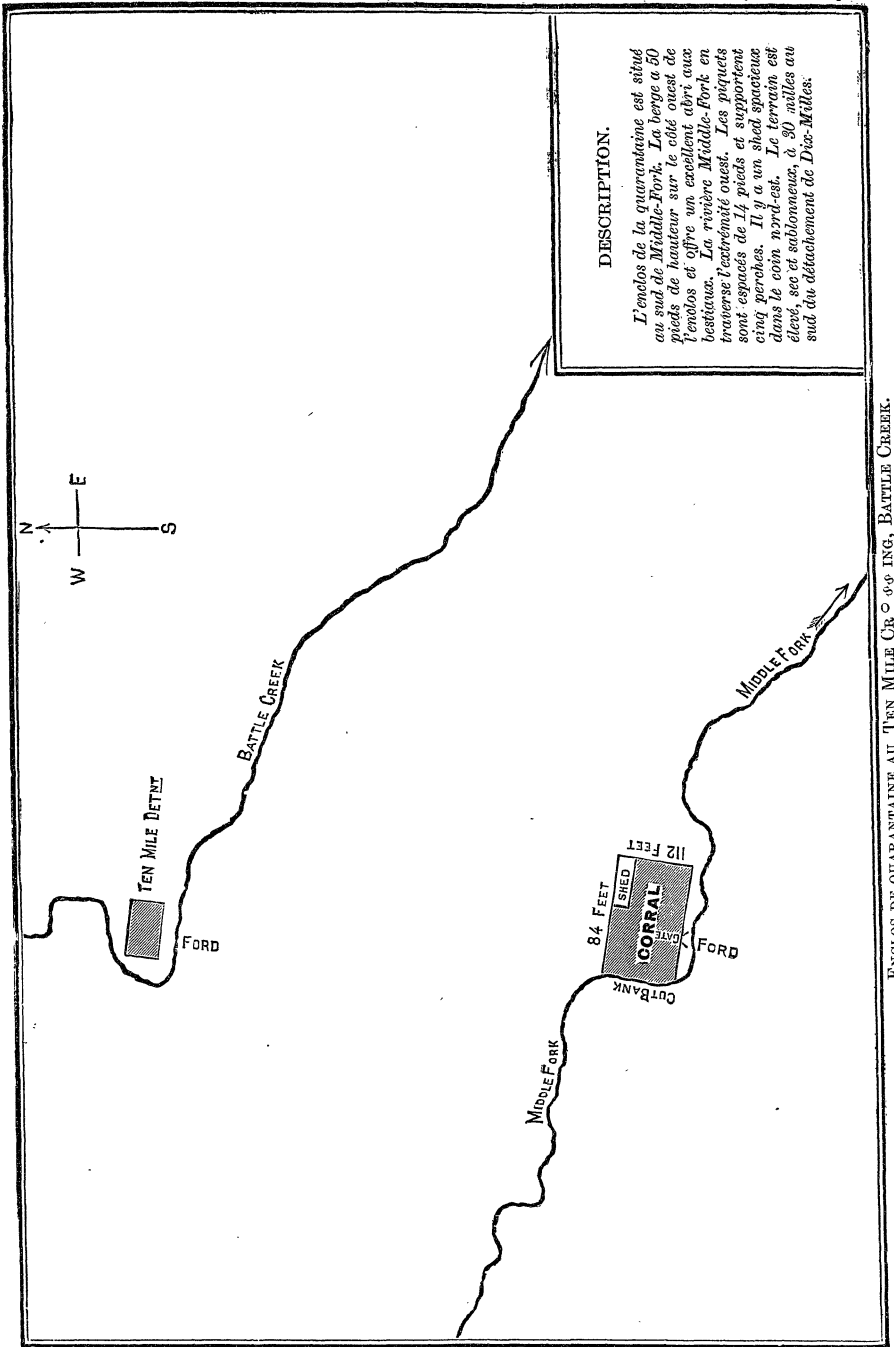 N
W E
S
TEN MILE DETNT
FORD
BATTLE CREEK
MIDDLE FORK
84 FEET
SHED
112 FEET
CORRAL
GATE
CUT BANK
FORD
MIDDLE FORK
DESCRIPTION.
L'enclos de la quarantaine est situé
au sud de Middle-Fork. La berge a 50
pieds de hauteur sur le côté ouest de
l'enclos et offre un excellent abri aux
bestiaux. La rivière Middle-Fork en
traverse l'extrémité ouest. Les piquets
sont espacés de 14 pieds et supportent
cinq perches. Il y a un shed spacieux
dans le coin nord-est. Le terrain est
élevé, sec et sablonneux, à 30 milles au
sud du détachement de Dix-Milles.
ENCLOS DE QUARANTAINE AU TEN MILE CR ING, BATTLE CREEK.